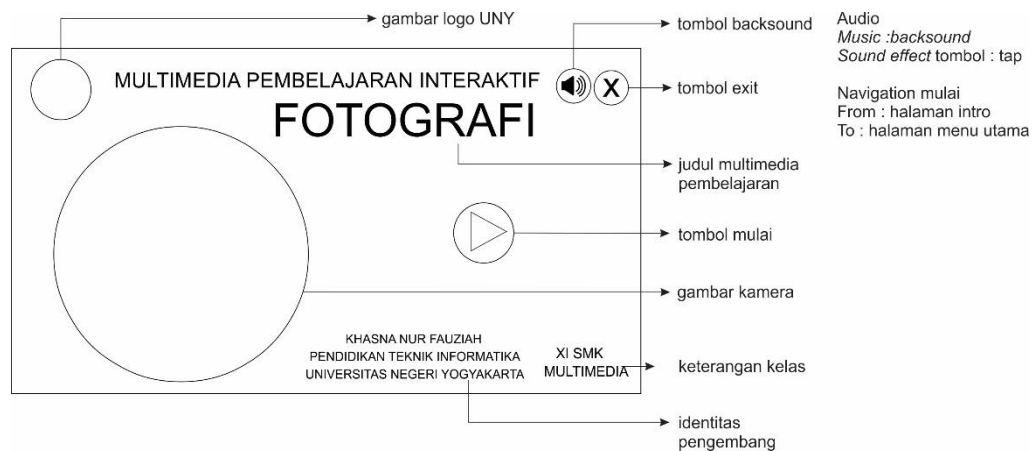 gambar logo UNY
tombol backsound
Audio
Music :backsound
Sound effect tombol : tap
MULTIMEDIA PEMBELAJARAN INTERAKTIF
FOTOGRAFI
X
tombol exit
Navigation mulai
From : halaman intro
To : halaman menu utama
judul multimedia
pembelajaran
tombol mulai
gambar kamera
KHASNA NUR FAUZIAH
PENDIDIKAN TEKNIK INFORMATIKA
UNIVERSITAS NEGERI YOGYAKARTA
XI SMK
MULTIMEDIA
keterangan kelas
identitas
pengembang